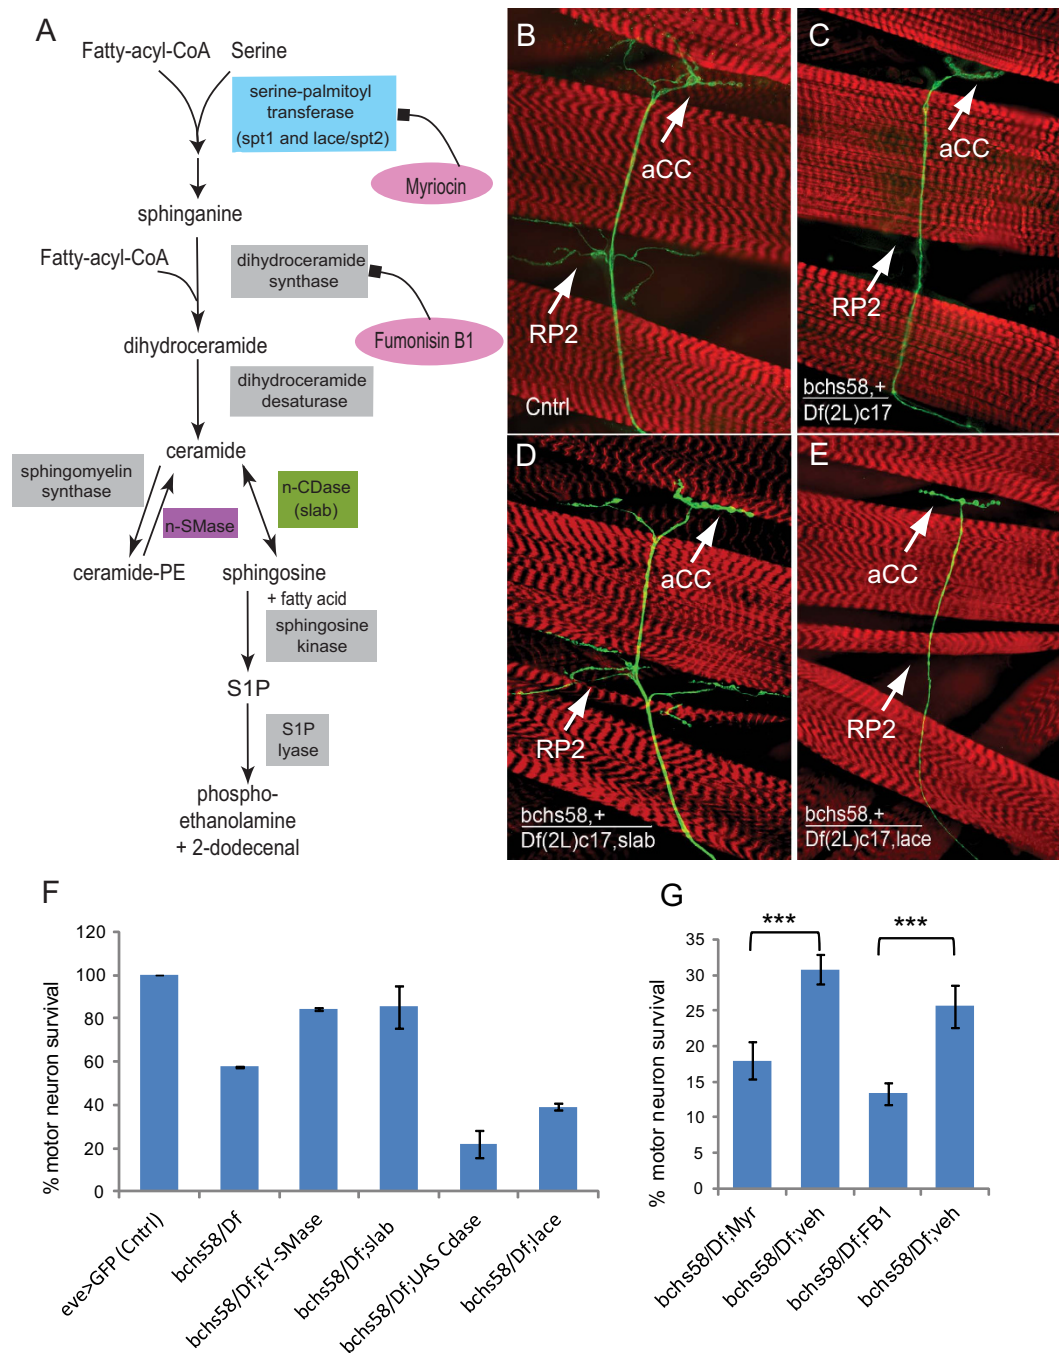 A
Fatty-acyl-CoA Serine
serine-palmitoyl
transferase
(spt1 and lace/spt2)
Myriocin
sphinganine
Fatty-acyl-CoA
dihydroceramide
synthase
Fumonisin B1
dihydroceramide
dihydroceramide
desaturase
ceramide
sphingomyelin
synthase
n-SMase
n-CDase
(slab)
ceramide-PE
sphingosine
+ fatty acid
sphingosine
kinase
S1P
S1P
lyase
phospho-
ethanolamine
+ 2-dodecenal
B
aCC
RP2
Cntrl
C
aCC
RP2
bchs58,+
Df(2L)c17
D
aCC
RP2
bchs58,+
Df(2L)c17,slab
E
aCC
RP2
bchs58,+
Df(2L)c17,lace
F
% motor neuron survival
120
100
80
60
40
20
0
eve>GFP (Cntrl)
bchs58/Df
bchs58/Df;EY-SMase
bchs58/Df;slab
bchs58/Df;UAS Cdase
bchs58/Df;lace
G
% motor neuron survival
35
30
25
20
15
10
5
0
***
***
bchs58/Df;Myr
bchs58/Df;veh
bchs58/Df;FB1
bchs58/Df;veh